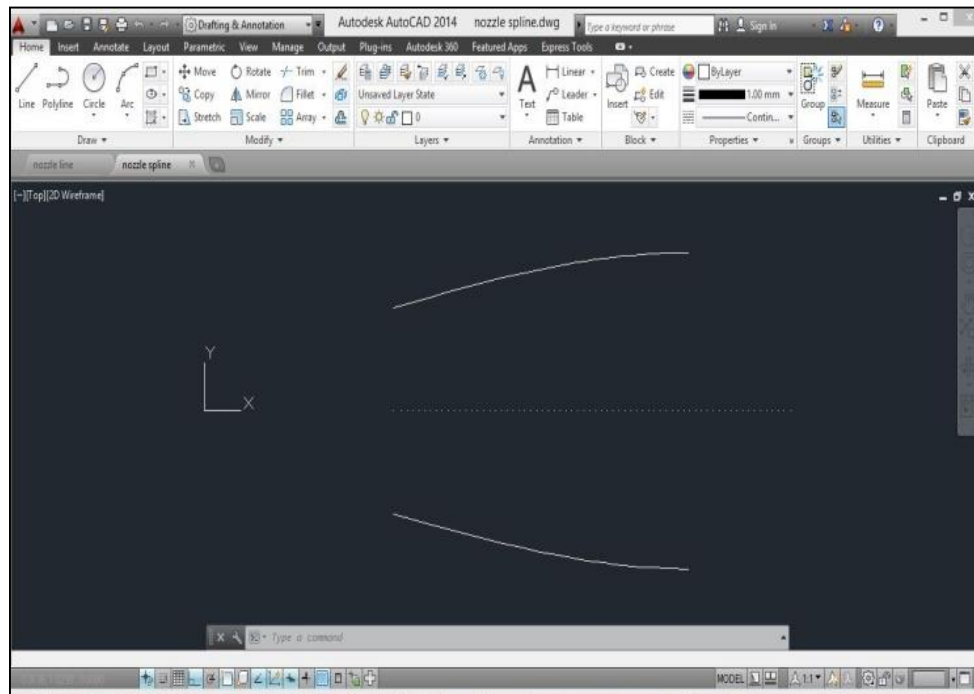 Drafting & Annotation Autodesk AutoCAD 2014 nozzle spline.dwg Type a keyword or phrase Sign In
Home Insert Annotate Layout Parametric View Manage Output Plug-ins Autodesk 360 Featured Apps Express Tools
Move Rotate Trim Linear Create ByLayer
Line Polyline Circle Arc Copy Mirror Fillet Unsaved Layer State Text Leader Insert Edit 1.00 mm Group Measure Paste
Stretch Scale Array 0 Table Contin...
Draw Modify Layers Annotation Block Properties Groups Utilities Clipboard
nozzle line nozzle spline
[–][Top][2D Wireframe]
Y
X
Type a command
MODEL 1:1